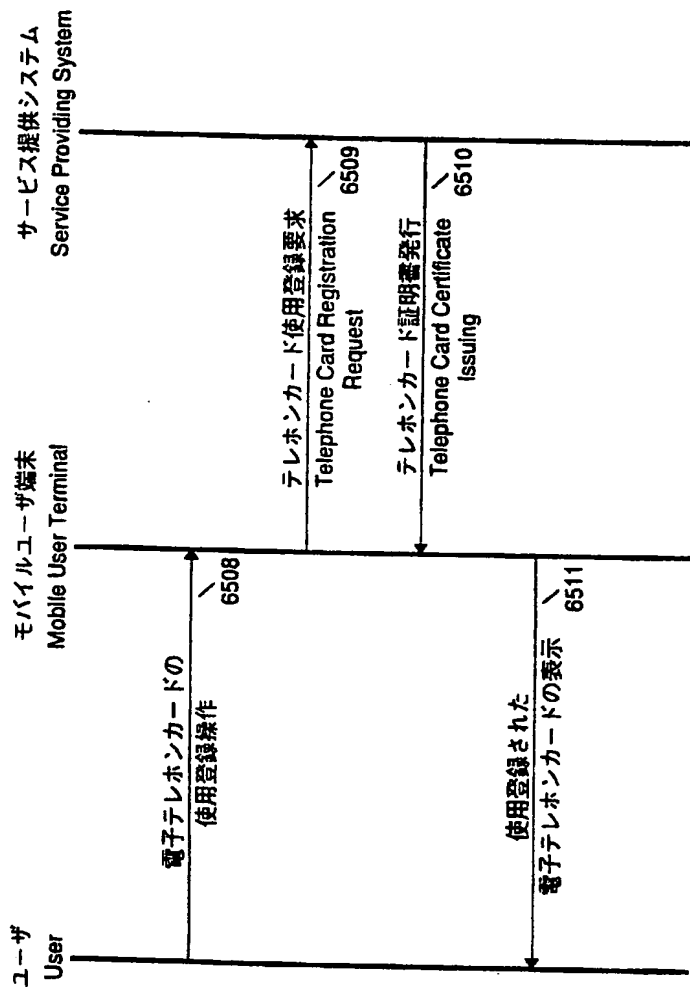 ユーザ
User
モバイルユーザ端末
Mobile User Terminal
サービス提供システム
Service Providing System
電子テレホンカードの
使用登録操作
6508
テレホンカード使用登録要求
Telephone Card Registration
Request
6509
テレホンカード証明書発行
Telephone Card Certificate
Issuing
6510
使用登録された
電子テレホンカードの表示
6511